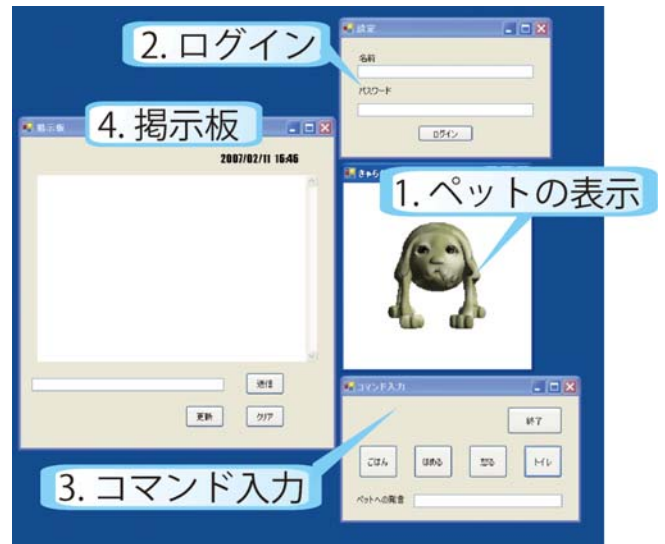 2. ログイン
設定
名前
パスワード
ログイン
4. 掲示板
掲示板
2007/02/11 16:46
送信
更新
クリア
1. ペットの表示
きゃら
コマンド入力
終了
ごはん
ほめる
怒る
トイレ
ペットへの発言
3. コマンド入力